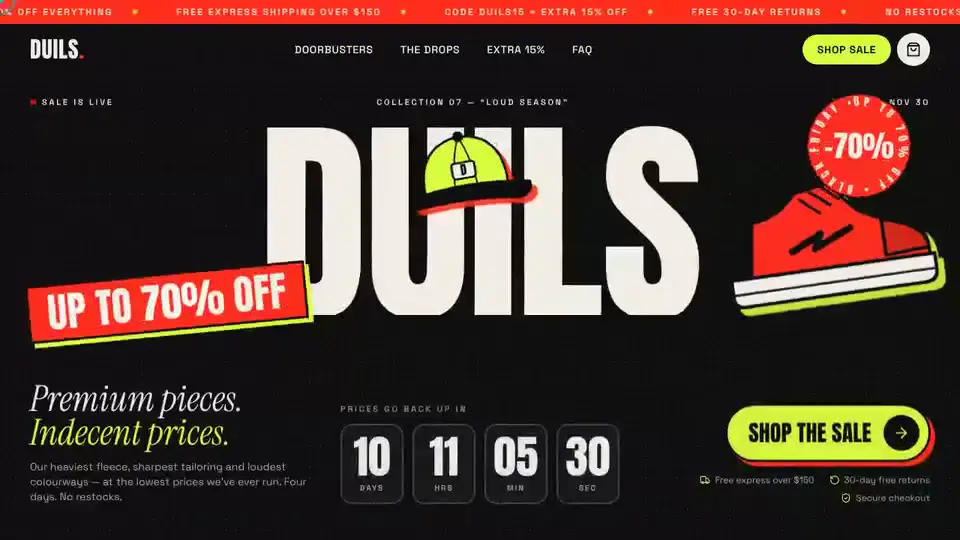 OFF EVERYTHING * FREE EXPRESS SHIPPING OVER $150 * CODE DUILS15 = EXTRA 15% OFF * FREE 30-DAY RETURNS * NO RESTOCKS
DUILS.
DOORBUSTERS THE DROPS EXTRA 15% FAQ
SHOP SALE
SALE IS LIVE
COLLECTION 07 — "LOUD SEASON"
NOV 30
DUILS
D
UP TO 70% OFF • BLACK FRIDAY •
-70%
UP TO 70% OFF
Premium pieces.
Indecent prices.
Our heaviest fleece, sharpest tailoring and loudest
colourways — at the lowest prices we've ever run. Four
days. No restocks.
PRICES GO BACK UP IN
10 11 05 30
DAYS HRS MIN SEC
SHOP THE SALE
Free express over $150 30-day free returns
Secure checkout